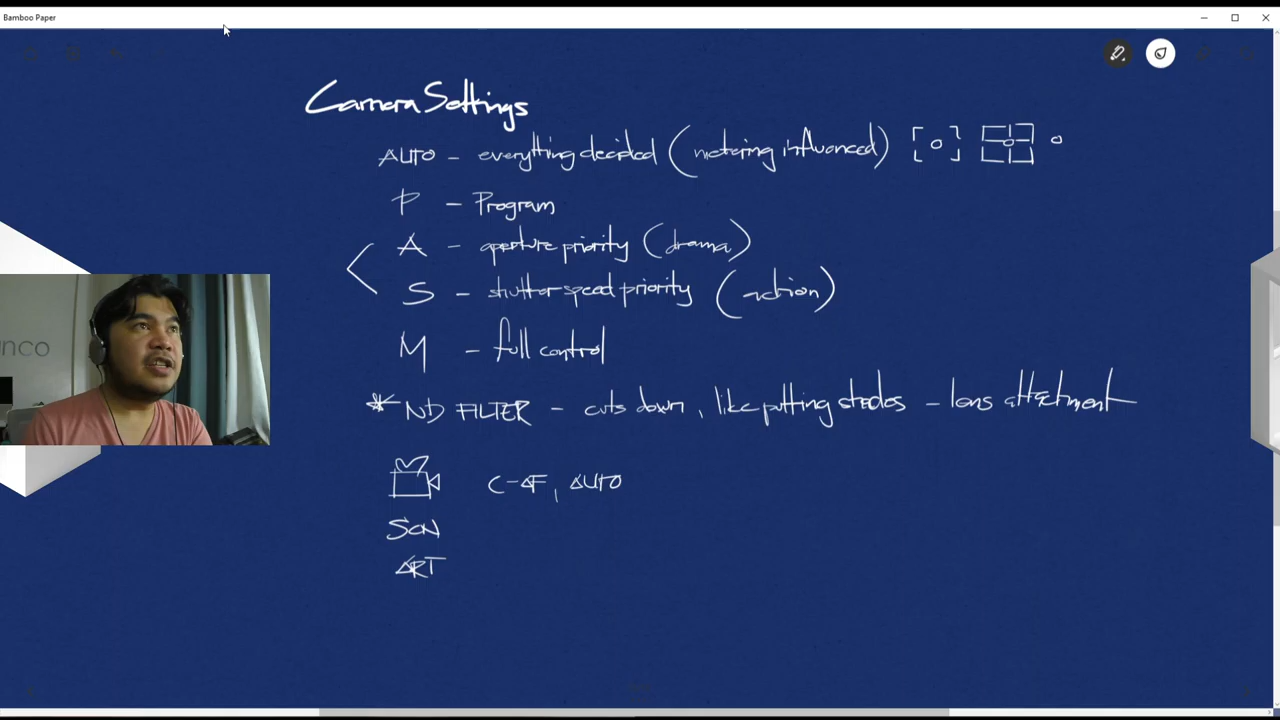 Bamboo Paper
Camera Settings
AUTO - everything decided (metering influenced)
P - Program
A - aperture priority (drama)
S - shutter speed priority (action)
M - full control
nco
* ND FILTER - cuts down, like putting shades - lens attachment
C-AF, AUTO
SCN
ART